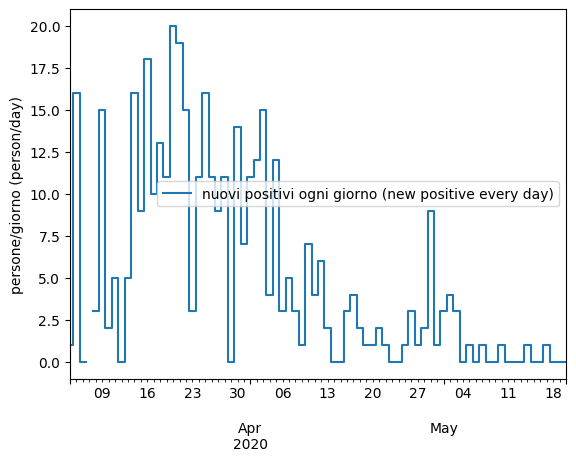 20.0
17.5
15.0
12.5
10.0
7.5
5.0
2.5
0.0
persone/giorno (person/day)
nuovi positivi ogni giorno (new positive every day)
09 16 23 30 06 13 20 27 04 11 18
Apr May
2020